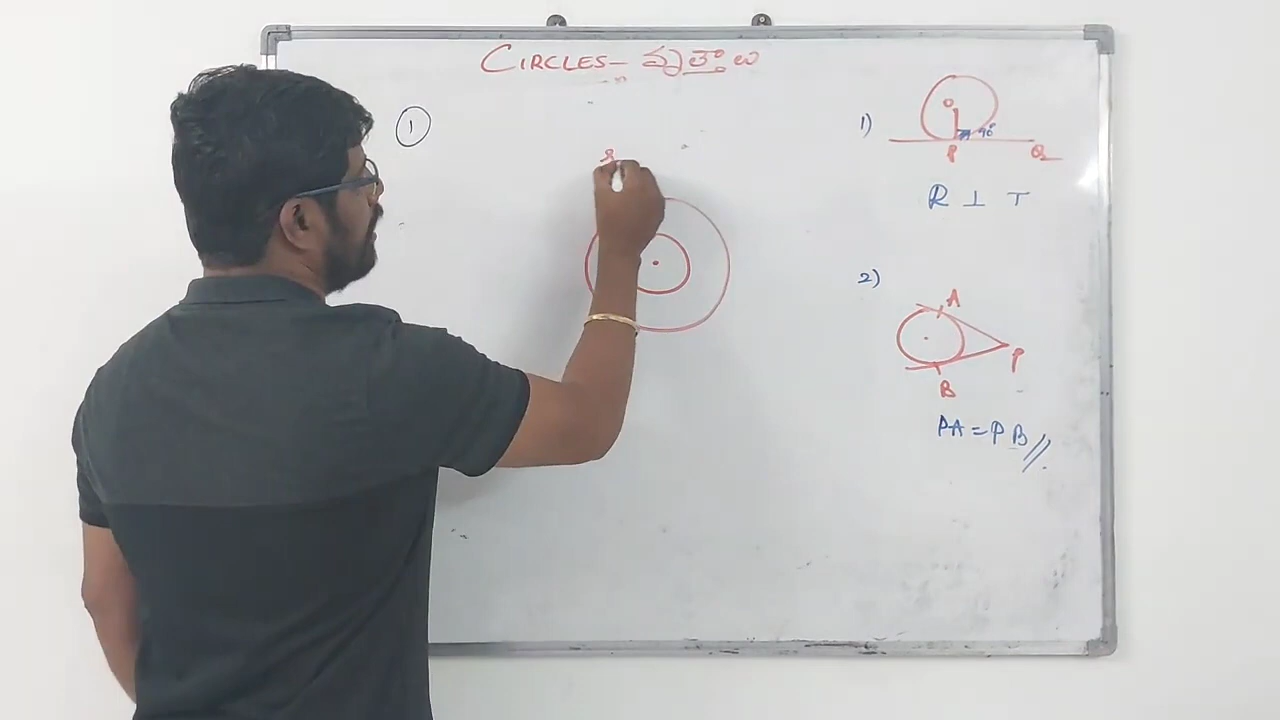 CIRCLES - వృత్తాలు
1
1)
O
90°
P
Q
R ⊥ T
2)
A
P
B
PA = PB //